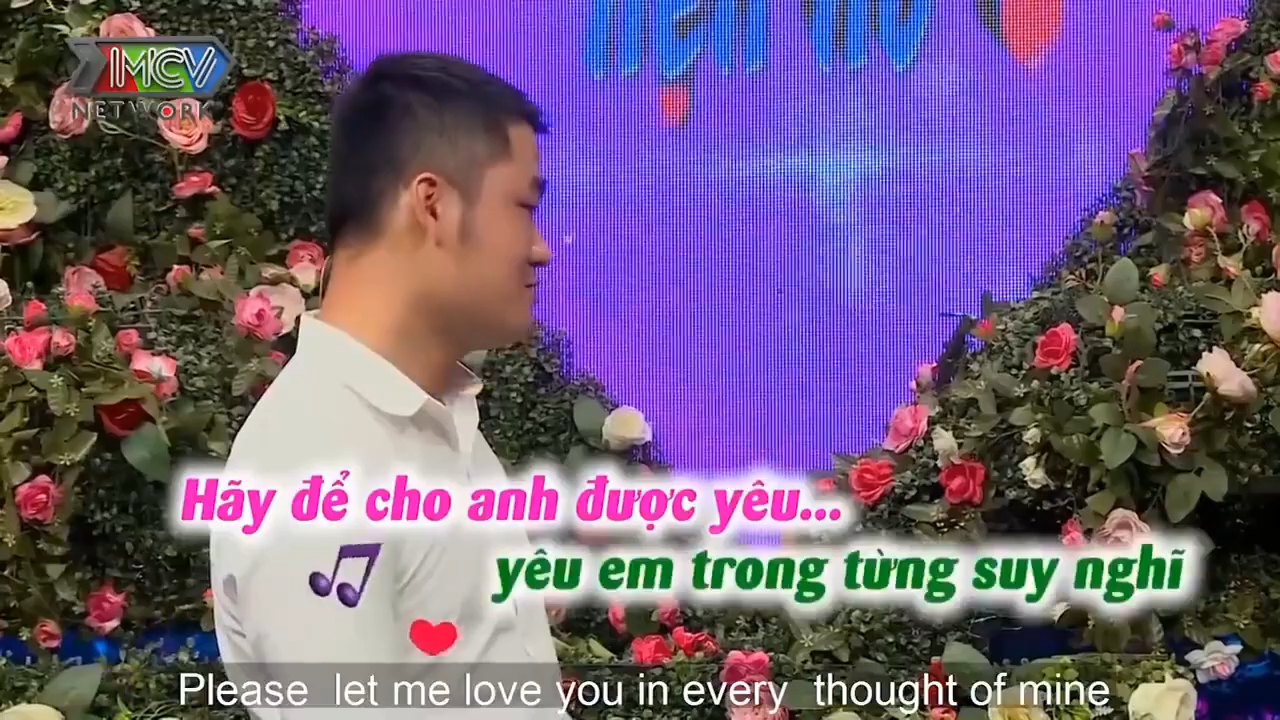 MCV
NETWORK
Hãy để cho anh được yêu...
yêu em trong từng suy nghĩ
Please let me love you in every thought of mine